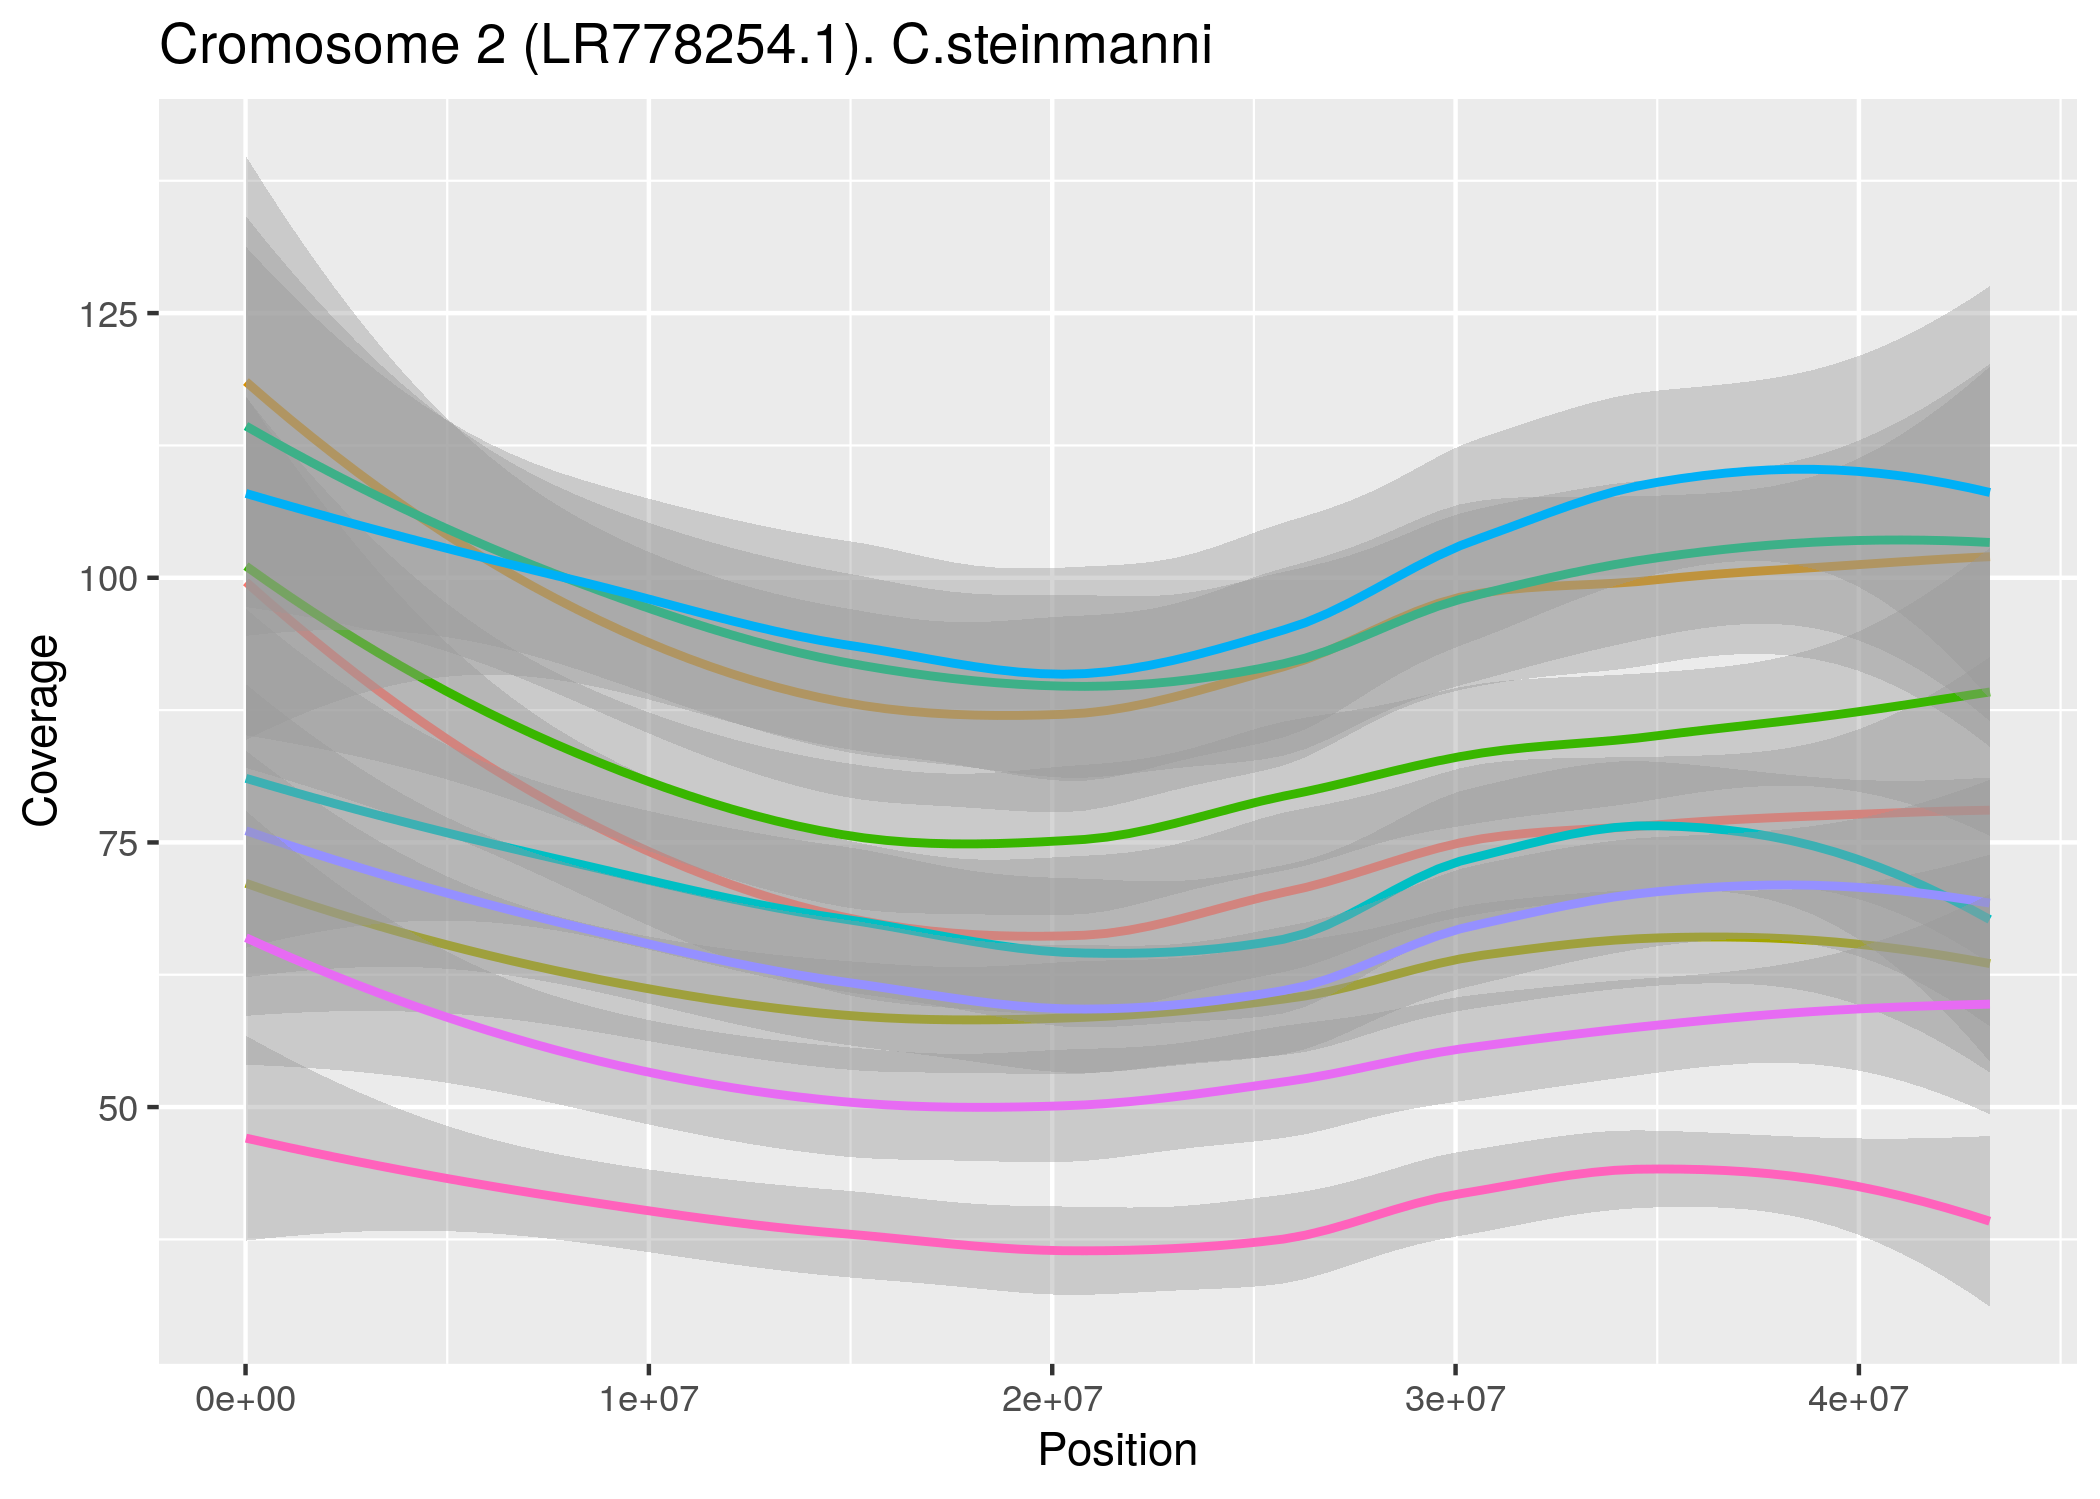 Cromosome 2 (LR778254.1). C.steinmanni
Coverage
125
100
75
50
0e+00 1e+07 2e+07 3e+07 4e+07
Position